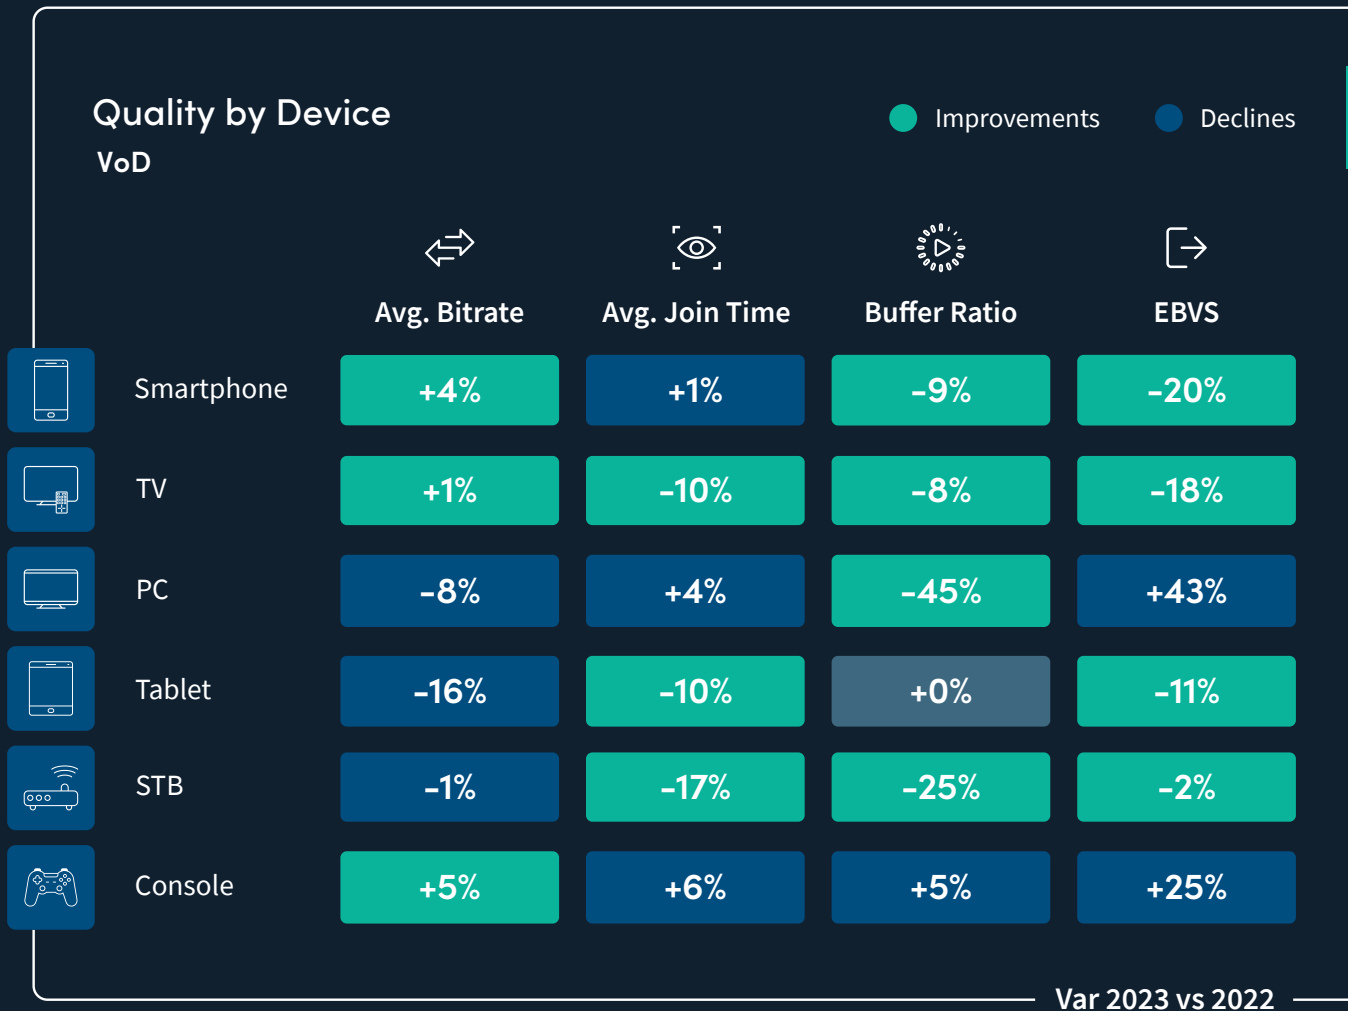 Quality by Device
VoD
Improvements
Declines
Avg. Bitrate Avg. Join Time Buffer Ratio EBVS
Smartphone +4% +1% -9% -20%
TV +1% -10% -8% -18%
PC -8% +4% -45% +43%
Tablet -16% -10% +0% -11%
STB -1% -17% -25% -2%
Console +5% +6% +5% +25%
Var 2023 vs 2022